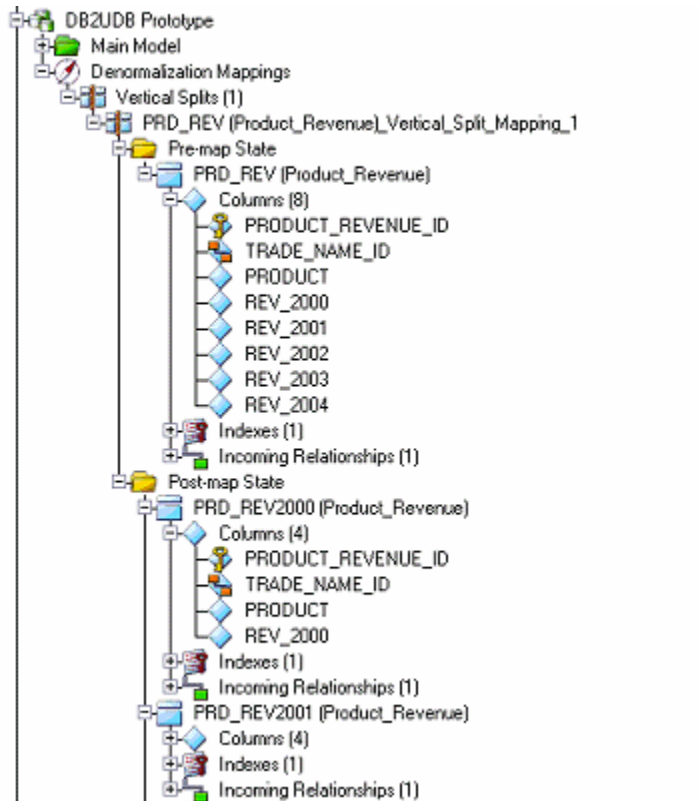 DB2UDB Prototype
Main Model
Denormalization Mappings
Vertical Splits (1)
PRD_REV (Product_Revenue)_Vertical_Split_Mapping_1
Pre-map State
PRD_REV (Product_Revenue)
Columns (8)
PRODUCT_REVENUE_ID
TRADE_NAME_ID
PRODUCT
REV_2000
REV_2001
REV_2002
REV_2003
REV_2004
Indexes (1)
Incoming Relationships (1)
Post-map State
PRD_REV2000 (Product_Revenue)
Columns (4)
PRODUCT_REVENUE_ID
TRADE_NAME_ID
PRODUCT
REV_2000
Indexes (1)
Incoming Relationships (1)
PRD_REV2001 (Product_Revenue)
Columns (4)
Indexes (1)
Incoming Relationships (1)